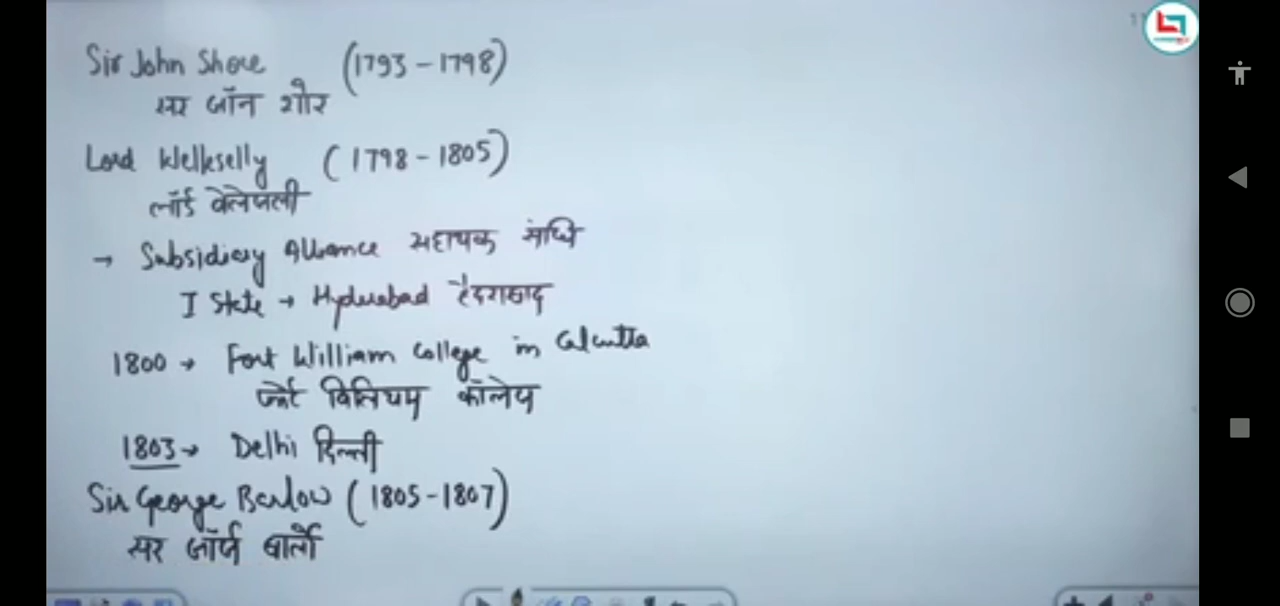 Sir John Shore (1793-1798)
सर जॉन शोर
Lord Welleselly (1798-1805)
लॉर्ड वेलेजली
→ Subsidiary Alliance सहायक संधि
I State → Hyderabad हैदराबाद
1800 → Fort William College in Calcutta
फोर्ट विलियम कॉलेज
1803 → Delhi दिल्ली
Sir George Barlow (1805-1807)
सर जॉर्ज बार्लो